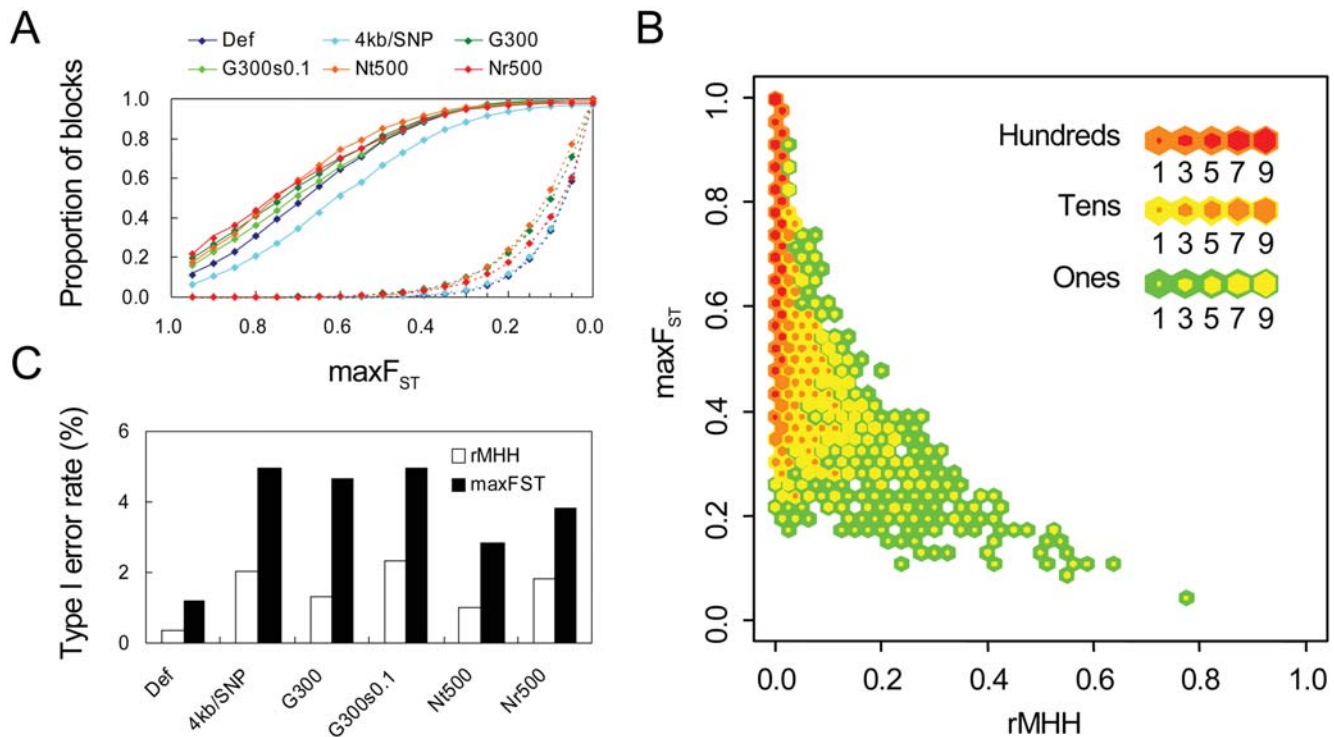 A
Def 4kb/SNP G300
G300s0.1 Nt500 Nr500
Proportion of blocks
1.0
0.8
0.6
0.4
0.2
0.0
1.0 0.8 0.6 0.4 0.2 0.0
maxFST
B
Hundreds
1 3 5 7 9
Tens
1 3 5 7 9
Ones
1 3 5 7 9
maxFST
1.0
0.8
0.6
0.4
0.2
0.0
0.0 0.2 0.4 0.6 0.8 1.0
rMHH
C
Type I error rate (%)
6
4
2
0
rMHH
maxFST
Def 4kb/SNP G300 G300s0.1 Nt500 Nr500